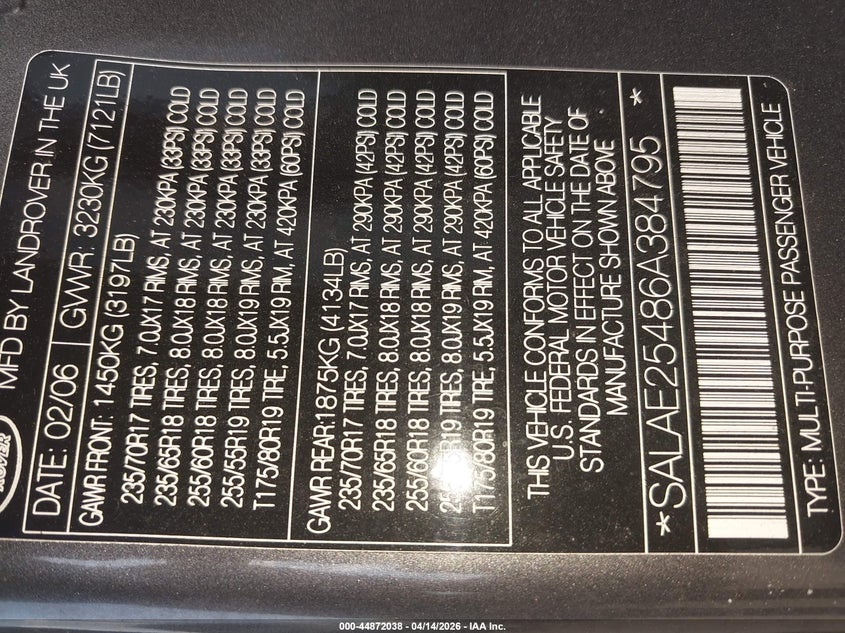 ROVER
MFD BY LANDROVER IN THE UK
DATE: 02/06 GVWR: 3230KG (7121LB)
GAWR FRONT: 1450KG (3197LB)
235/70R17 TIRES, 7.0JX17 RIMS, AT 230KPA (33PSI) COLD
235/65R18 TIRES, 8.0JX18 RIMS, AT 230KPA (33PSI) COLD
255/60R18 TIRES, 8.0JX18 RIMS, AT 230KPA (33PSI) COLD
255/55R19 TIRES, 8.0JX19 RIMS, AT 230KPA (33PSI) COLD
T175/80R19 TIRE, 5.5JX19 RIM, AT 420KPA (60PSI) COLD
GAWR REAR:1875KG (4134LB)
235/70R17 TIRES, 7.0JX17 RIMS, AT 290KPA (42PSI) COLD
235/65R18 TIRES, 8.0JX18 RIMS, AT 290KPA (42PSI) COLD
255/60R18 TIRES, 8.0JX18 RIMS, AT 290KPA (42PSI) COLD
TIRES, 8.0JX19 RIMS, AT 290KPA (42PSI) COLD
T175/80R19 TIRE, 5.5JX19 RIM, AT 420KPA (60PSI) COLD
THIS VEHICLE CONFORMS TO ALL APPLICABLE
U.S. FEDERAL MOTOR VEHICLE SAFETY
STANDARDS IN EFFECT ON THE DATE OF
MANUFACTURE SHOWN ABOVE
*SALAE25486A384795 *
TYPE: MULTI-PURPOSE PASSENGER VEHICLE
000-44872038 - 04/14/2026 - IAA Inc.